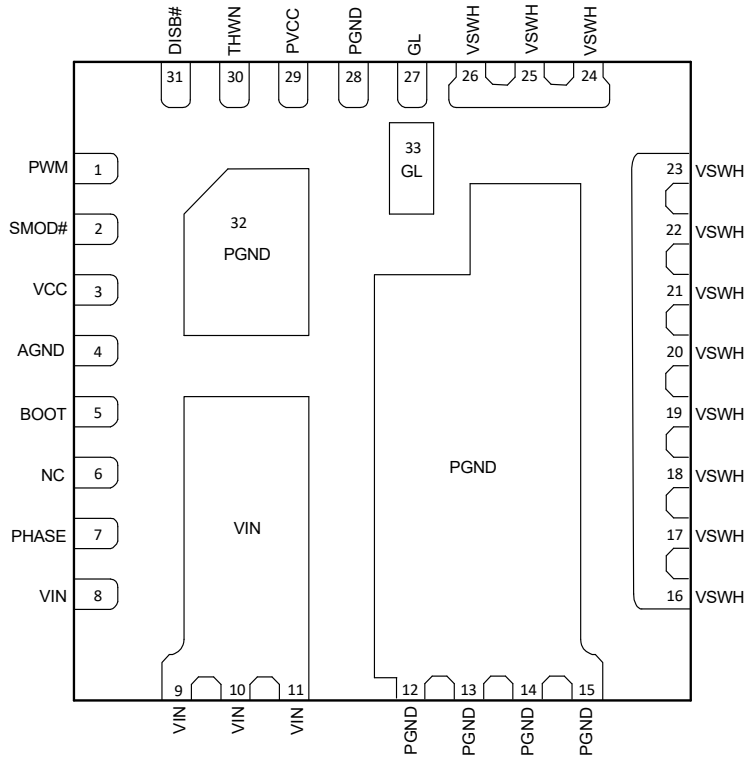 DISB#
THWN
PVCC
PGND
GL
VSWH
VSWH
VSWH
31
30
29
28
27
26
25
24
PWM 1
SMOD# 2
VCC 3
AGND 4
BOOT 5
NC 6
PHASE 7
VIN 8
32
PGND
33
GL
VIN
PGND
23 VSWH
22 VSWH
21 VSWH
20 VSWH
19 VSWH
18 VSWH
17 VSWH
16 VSWH
9
10
11
12
13
14
15
VIN
VIN
VIN
PGND
PGND
PGND
PGND